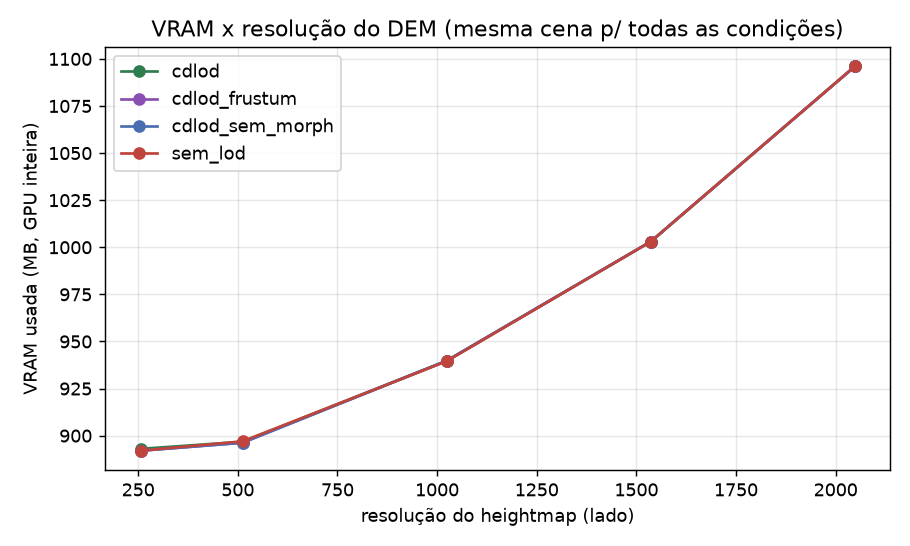 VRAM x resolução do DEM (mesma cena p/ todas as condições)
cdlod
cdlod_frustum
cdlod_sem_morph
sem_lod
VRAM usada (MB, GPU inteira)
1100
1075
1050
1025
1000
975
950
925
900
250 500 750 1000 1250 1500 1750 2000
resolução do heightmap (lado)